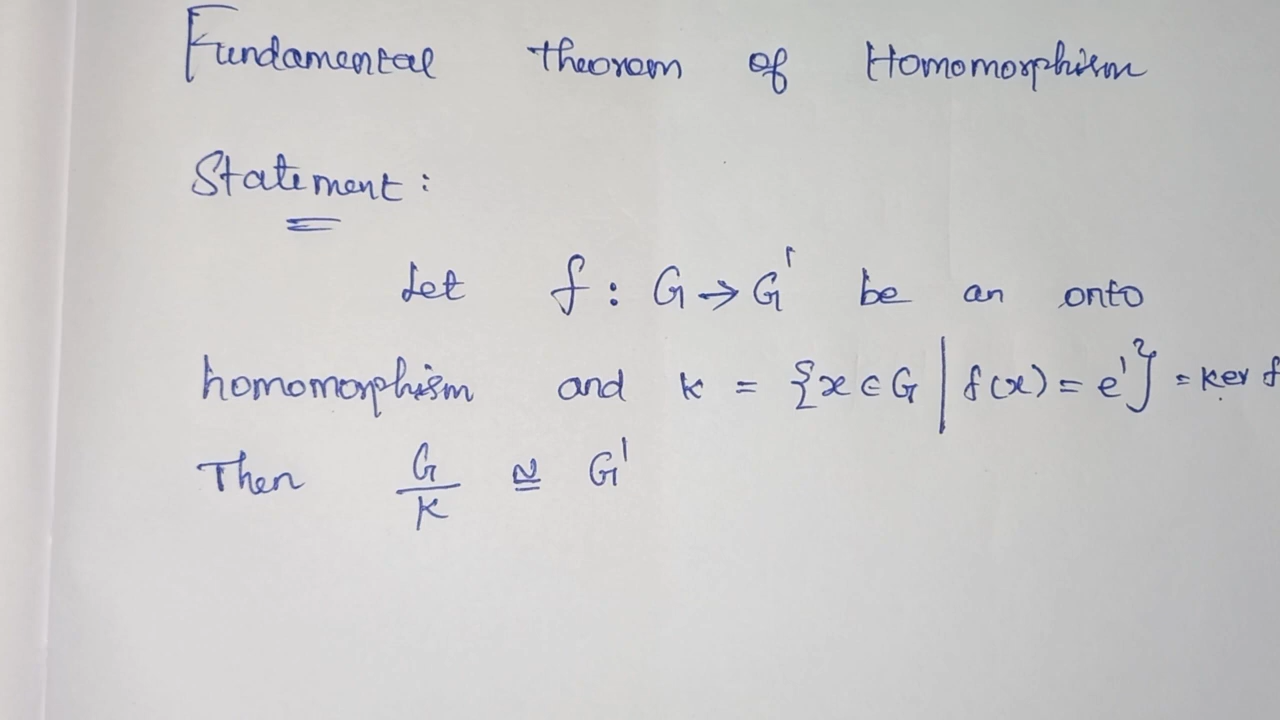 Fundamental theorem of Homomorphism
Statement:
Let f: G → G' be an onto
homomorphism and K = {x ∈ G | f(x) = e'} = ker f
Then G/K ≅ G'